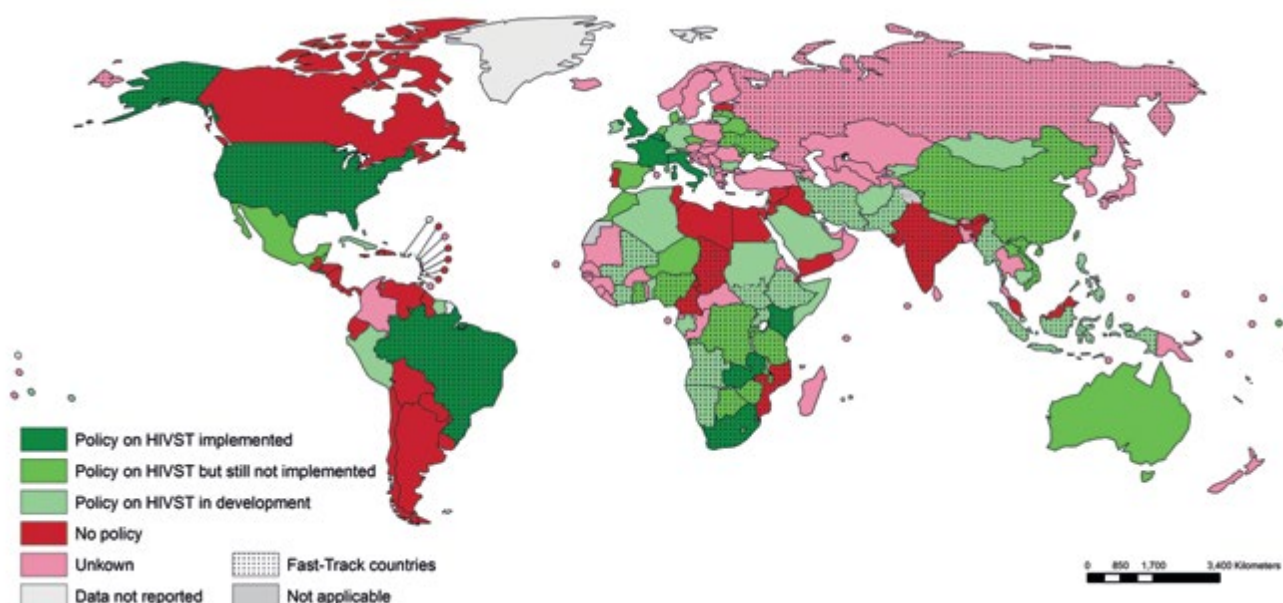 Policy on HIVST implemented
Policy on HIVST but still not implemented
Policy on HIVST in development
No policy
Unkown
Data not reported
Fast-Track countries
Not applicable
0 850 1,700 3,400 Kilometers